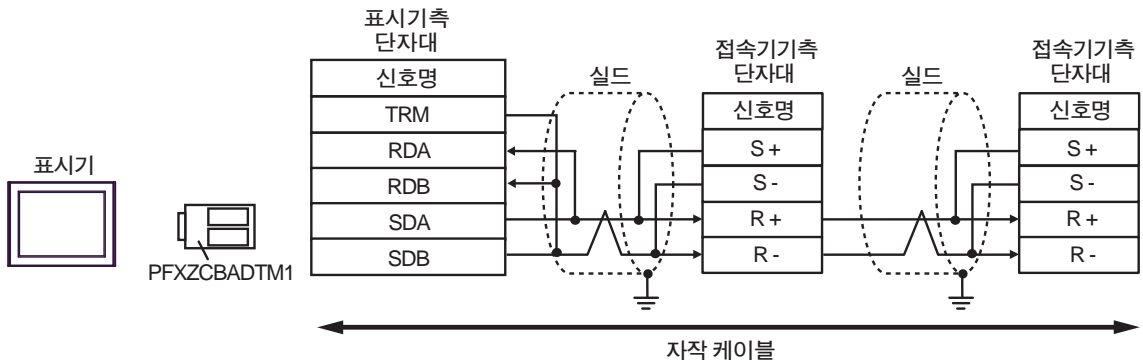 표시기
PFXZCBADTM1
표시기측
단자대
신호명
TRM
RDA
RDB
SDA
SDB
실드
접속기기측
단자대
신호명
S +
S -
R +
R -
실드
접속기기측
단자대
신호명
S +
S -
R +
R -
자작 케이블